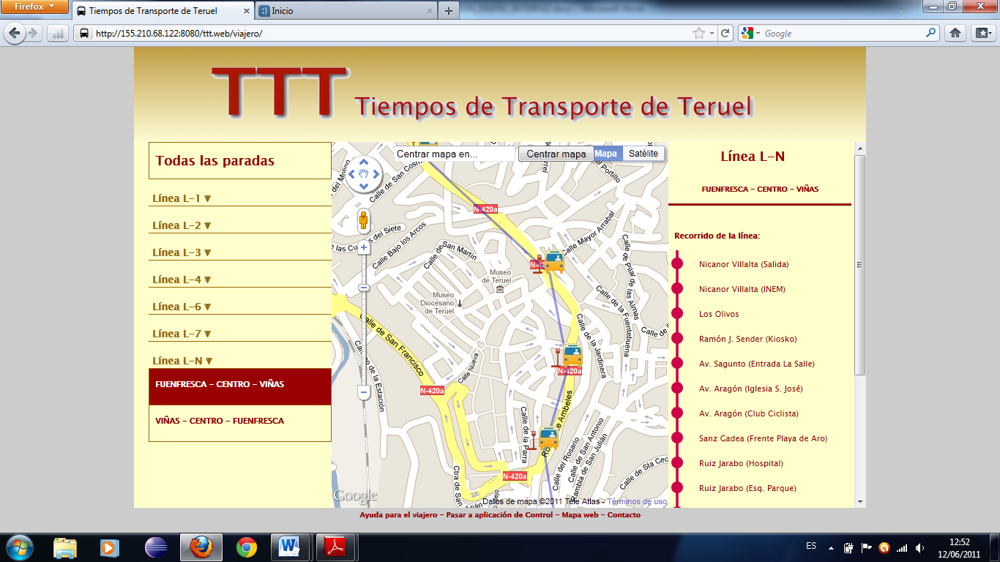 Firefox
Tiempos de Transporte de Teruel
Inicio
http://155.210.68.122:8080/ttt.web/viajero/
Google
TTT Tiempos de Transporte de Teruel
Todas las paradas
Línea L-1
Línea L-2
Línea L-3
Línea L-4
Línea L-6
Línea L-7
Línea L-N
FUENFRESCA - CENTRO - VIÑAS
VIÑAS - CENTRO - FUENFRESCA
Centrar mapa en...
Centrar mapa
Mapa
Satélite
del Molino
Calle de San Cosm
Portillo
N-420a
Calle Mayor Arrabal
las Cu
del Siete
Calle Bajo los Arcos
Calle de San Martín
Calle de Pilar de las Almas
Museo
de Teruel
Museo
Diocesano
de Teruel
Calle de la Fuentebuena
Calle de San Francisco
Calle de la Jardinera
Calle Nueva
de la Estación
N-420a
N-420a
Ambeles
Calle de la Parra
Calle del Rosario
Calle de San Antonio
Rambla de San Julián
Calle de Sta Cec
Ctra de San
N-420a
Google
Datos de mapa ©2011 Tele Atlas - Términos de uso
Línea L-N
FUENFRESCA - CENTRO - VIÑAS
Recorrido de la línea:
Nicanor Villalta (Salida)
Nicanor Villalta (INEM)
Los Olivos
Ramón J. Sender (Kiosko)
Av. Sagunto (Entrada La Salle)
Av. Aragón (Iglesia S. José)
Av. Aragón (Club Ciclista)
Sanz Gadea (Frente Playa de Aro)
Ruiz Jarabo (Hospital)
Ruiz Jarabo (Esq. Parque)
Ayuda para el viajero - Pasar a aplicación de Control - Mapa web - Contacto
ES
12:52
12/06/2011